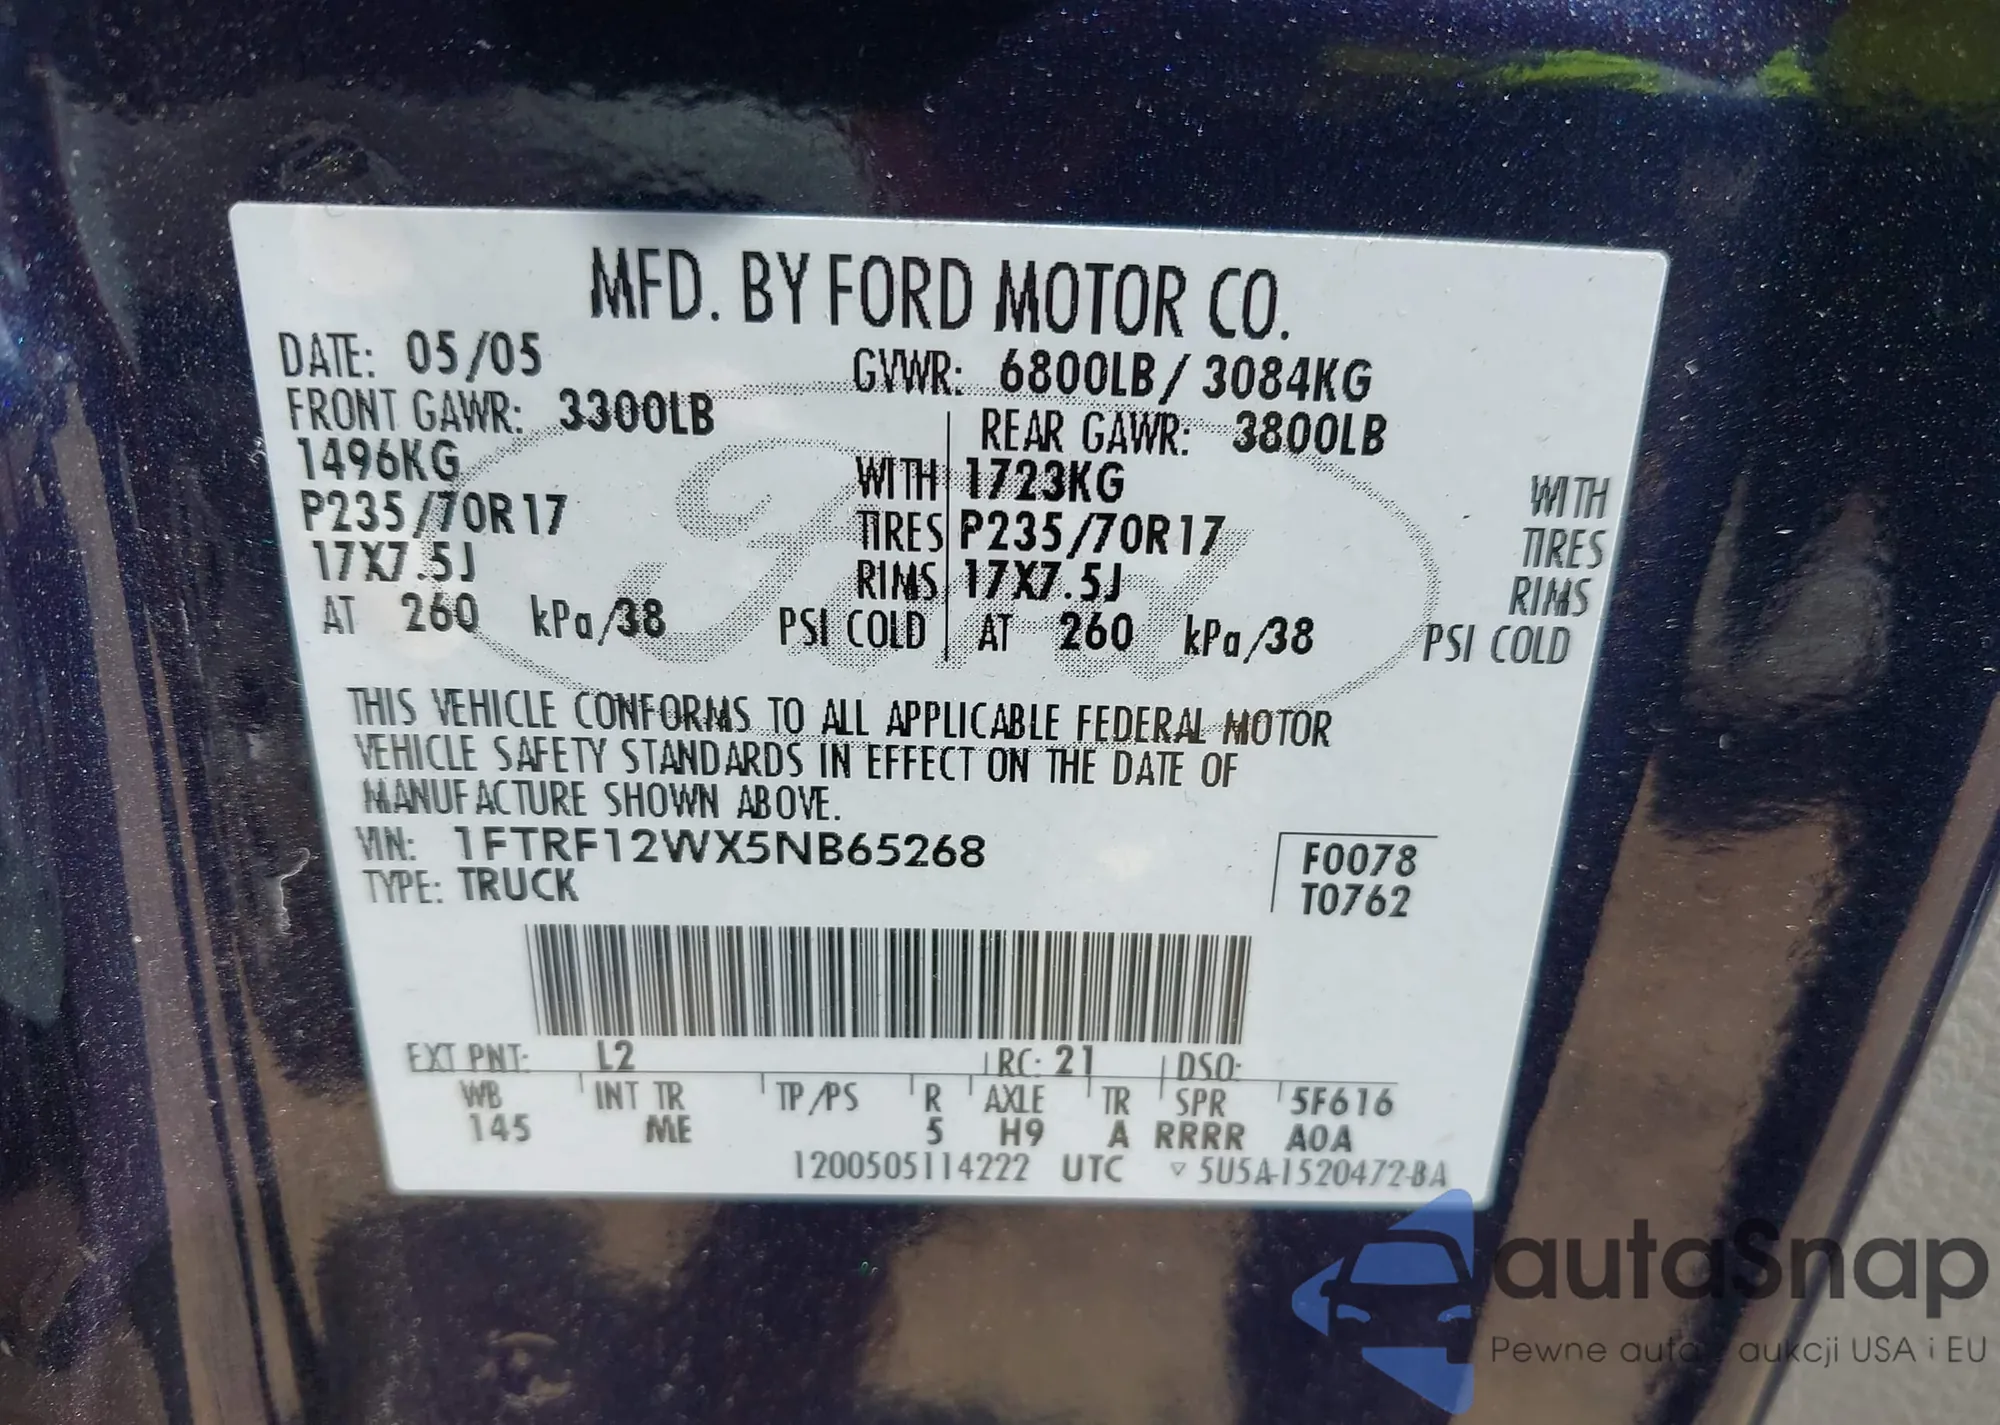 MFD. BY FORD MOTOR CO.
DATE: 05/05 GVWR: 6800LB / 3084KG
FRONT GAWR: 3300LB REAR GAWR: 3800LB
1496KG WITH 1723KG WITH
P235/70R17 TIRES P235/70R17 TIRES
17X7.5J RIMS 17X7.5J RIMS
AT 260 kPa/38 PSI COLD AT 260 kPa/38 PSI COLD
Ford
THIS VEHICLE CONFORMS TO ALL APPLICABLE FEDERAL MOTOR
VEHICLE SAFETY STANDARDS IN EFFECT ON THE DATE OF
MANUFACTURE SHOWN ABOVE.
VIN: 1FTRF12WX5NB65268 F0078
TYPE: TRUCK T0762
EXT PNT: L2 RC: 21 DSO:
WB INT TR TP/PS R AXLE TR SPR 5F616
145 ME 5 H9 A RRRR A0A
1200505114222 UTC ▽ 5U5A-1520472-BA
autaSnap
Pewne auta z aukcji USA i EU